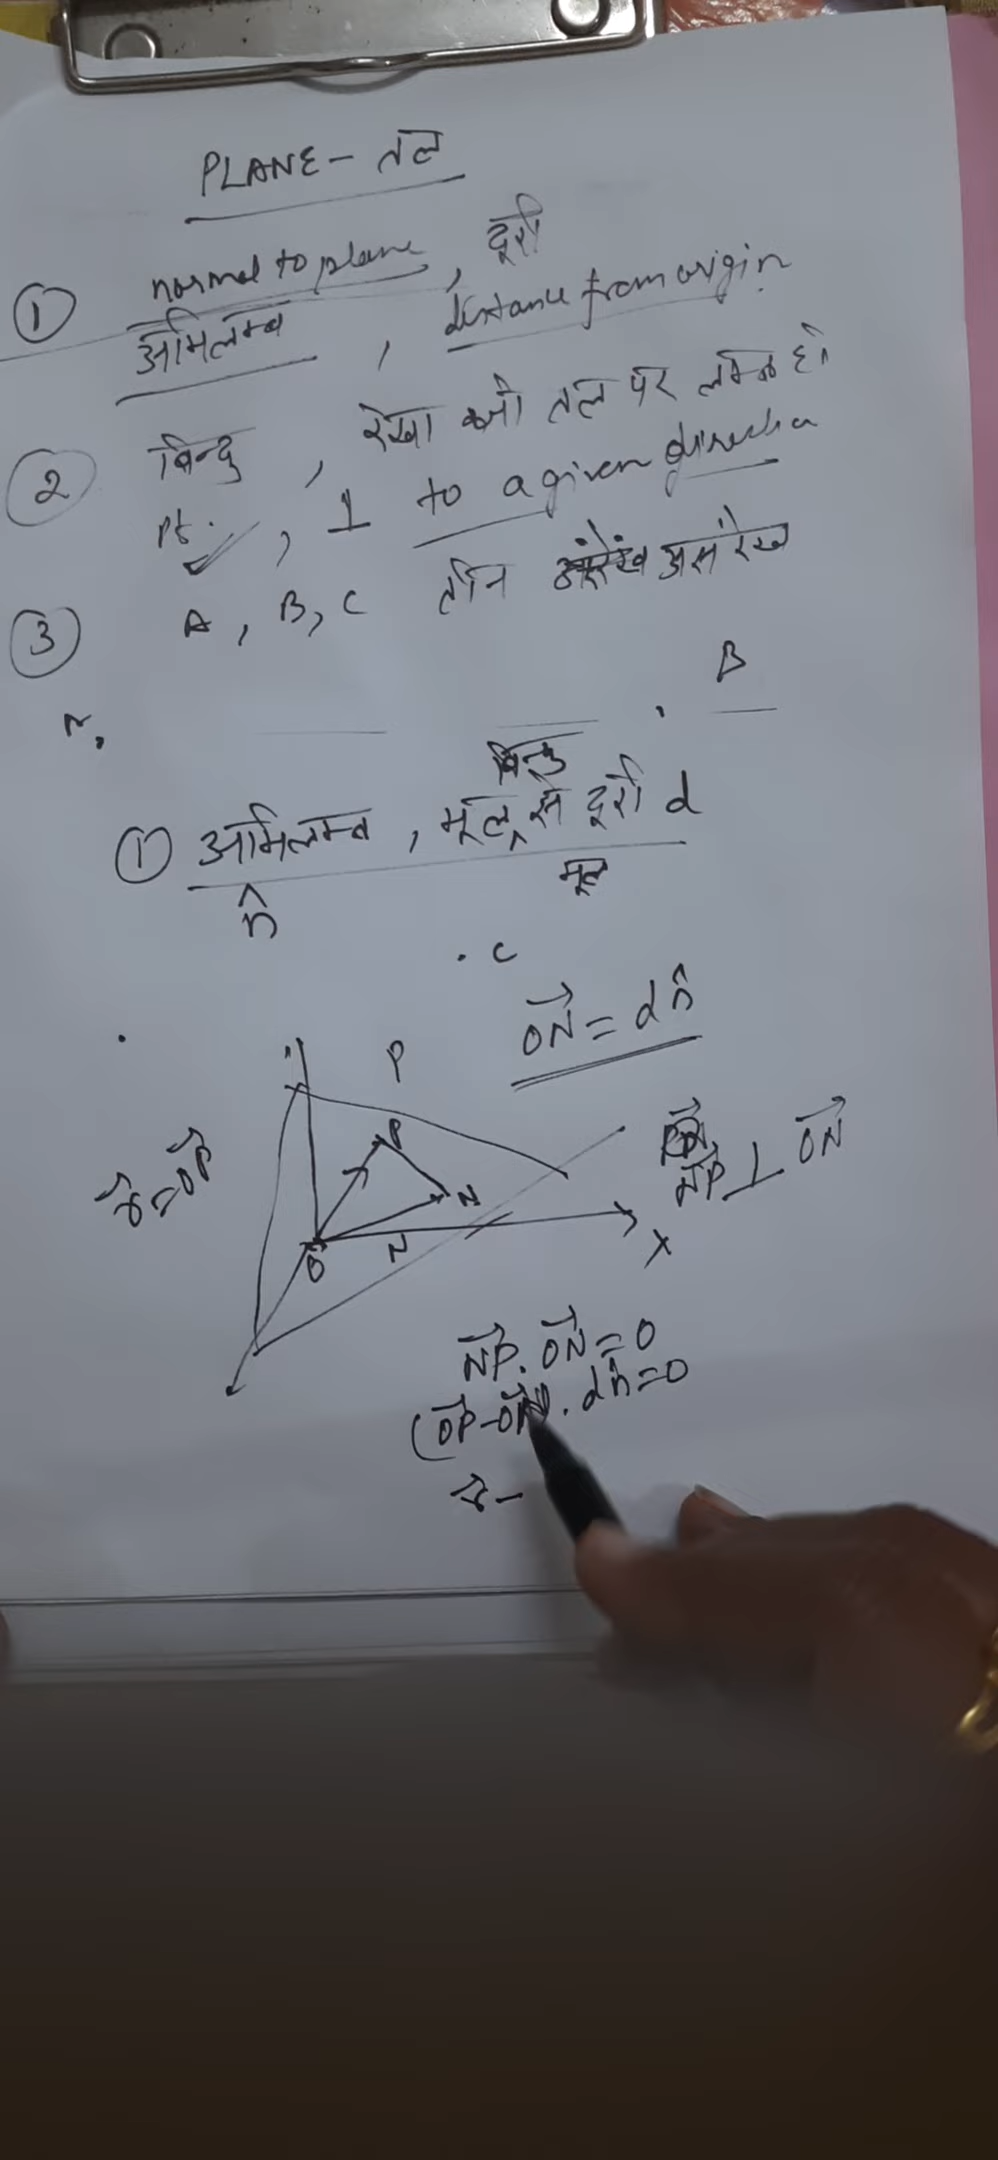 PLANE - तल
① normal to plane, दूरी
अभिलम्ब , distance from origin
② बिन्दु , रेखा जो तल पर लम्ब हो
Pt. , ⊥ to a given direction
③ A, B, C तीन असंरेख
B
बिन्दु
① अभिलम्ब , मूल से दूरी d
n̂ मूल
. C
ON⃗ = d n̂
P
P
r⃗ = OP⃗
NP⃗ ⊥ ON⃗
N
O N X
NP⃗ . ON⃗ = 0
(OP⃗ - ON⃗) . d n̂ = 0
r⃗ -